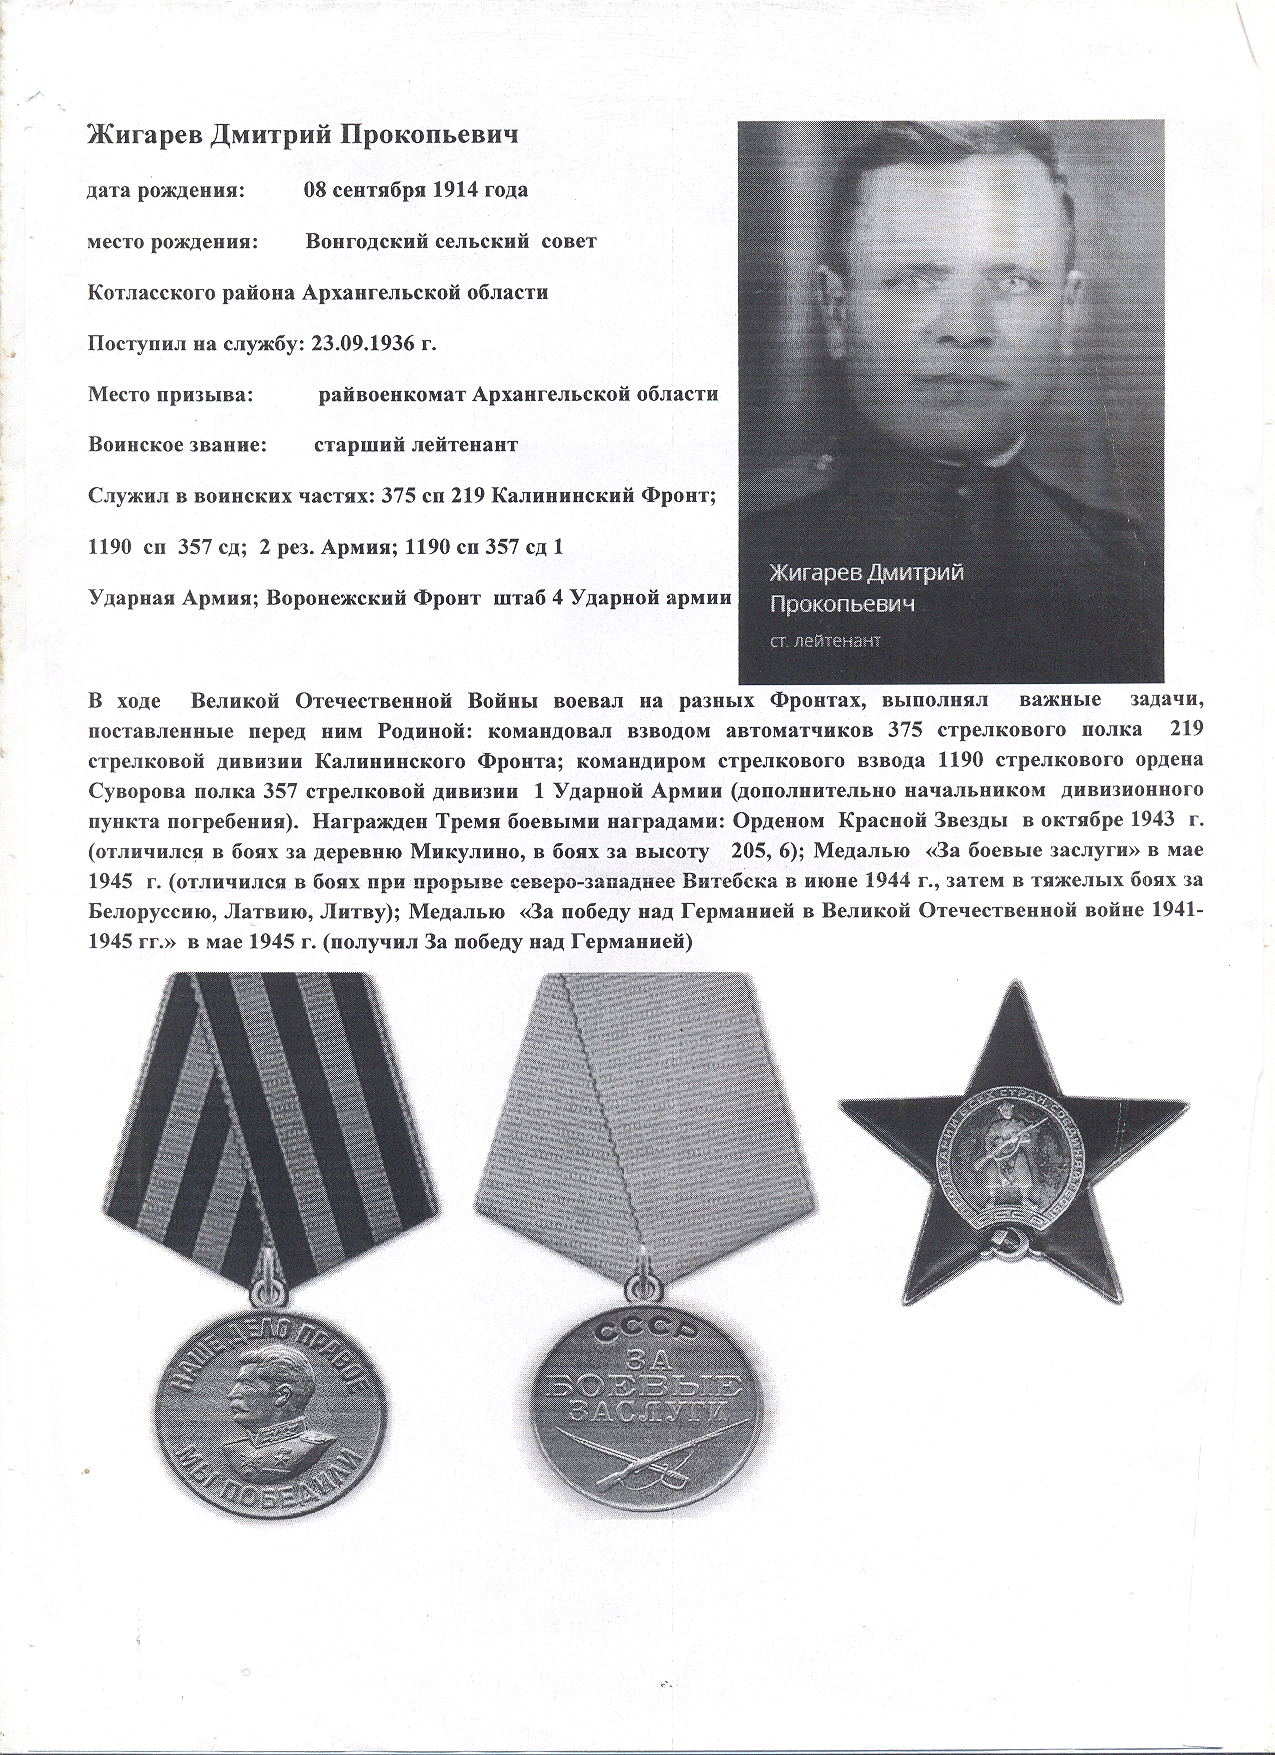 Жигарев Дмитрий Прокопьевич
дата рождения: 08 сентября 1914 года
место рождения: Вонгодский сельский совет
Котласского района Архангельской области
Поступил на службу: 23.09.1936 г.
Место призыва: райвоенкомат Архангельской области
Воинское звание: старший лейтенант
Служил в воинских частях: 375 сп 219 Калининский Фронт;
1190 сп 357 сд; 2 рез. Армия; 1190 сп 357 сд 1
Ударная Армия; Воронежский Фронт штаб 4 Ударной армии
Жигарев Дмитрий
Прокопьевич
ст. лейтенант
В ходе Великой Отечественной Войны воевал на разных Фронтах, выполнял важные задачи,
поставленные перед ним Родиной: командовал взводом автоматчиков 375 стрелкового полка 219
стрелковой дивизии Калининского Фронта; командиром стрелкового взвода 1190 стрелкового ордена
Суворова полка 357 стрелковой дивизии 1 Ударной Армии (дополнительно начальником дивизионного
пункта погребения). Награжден Тремя боевыми наградами: Орденом Красной Звезды в октябре 1943 г.
(отличился в боях за деревню Микулино, в боях за высоту 205, 6); Медалью «За боевые заслуги» в мае
1945 г. (отличился в боях при прорыве северо-западнее Витебска в июне 1944 г., затем в тяжелых боях за
Белоруссию, Латвию, Литву); Медалью «За победу над Германией в Великой Отечественной войне 1941-
1945 гг.» в мае 1945 г. (получил За победу над Германией)
НАШЕ ДЕЛО ПРАВОЕ
МЫ ПОБЕДИЛИ
СССР
ЗА
БОЕВЫЕ
ЗАСЛУГИ
ПРОЛЕТАРИИ ВСЕХ СТРАН СОЕДИНЯЙТЕСЬ
СССР